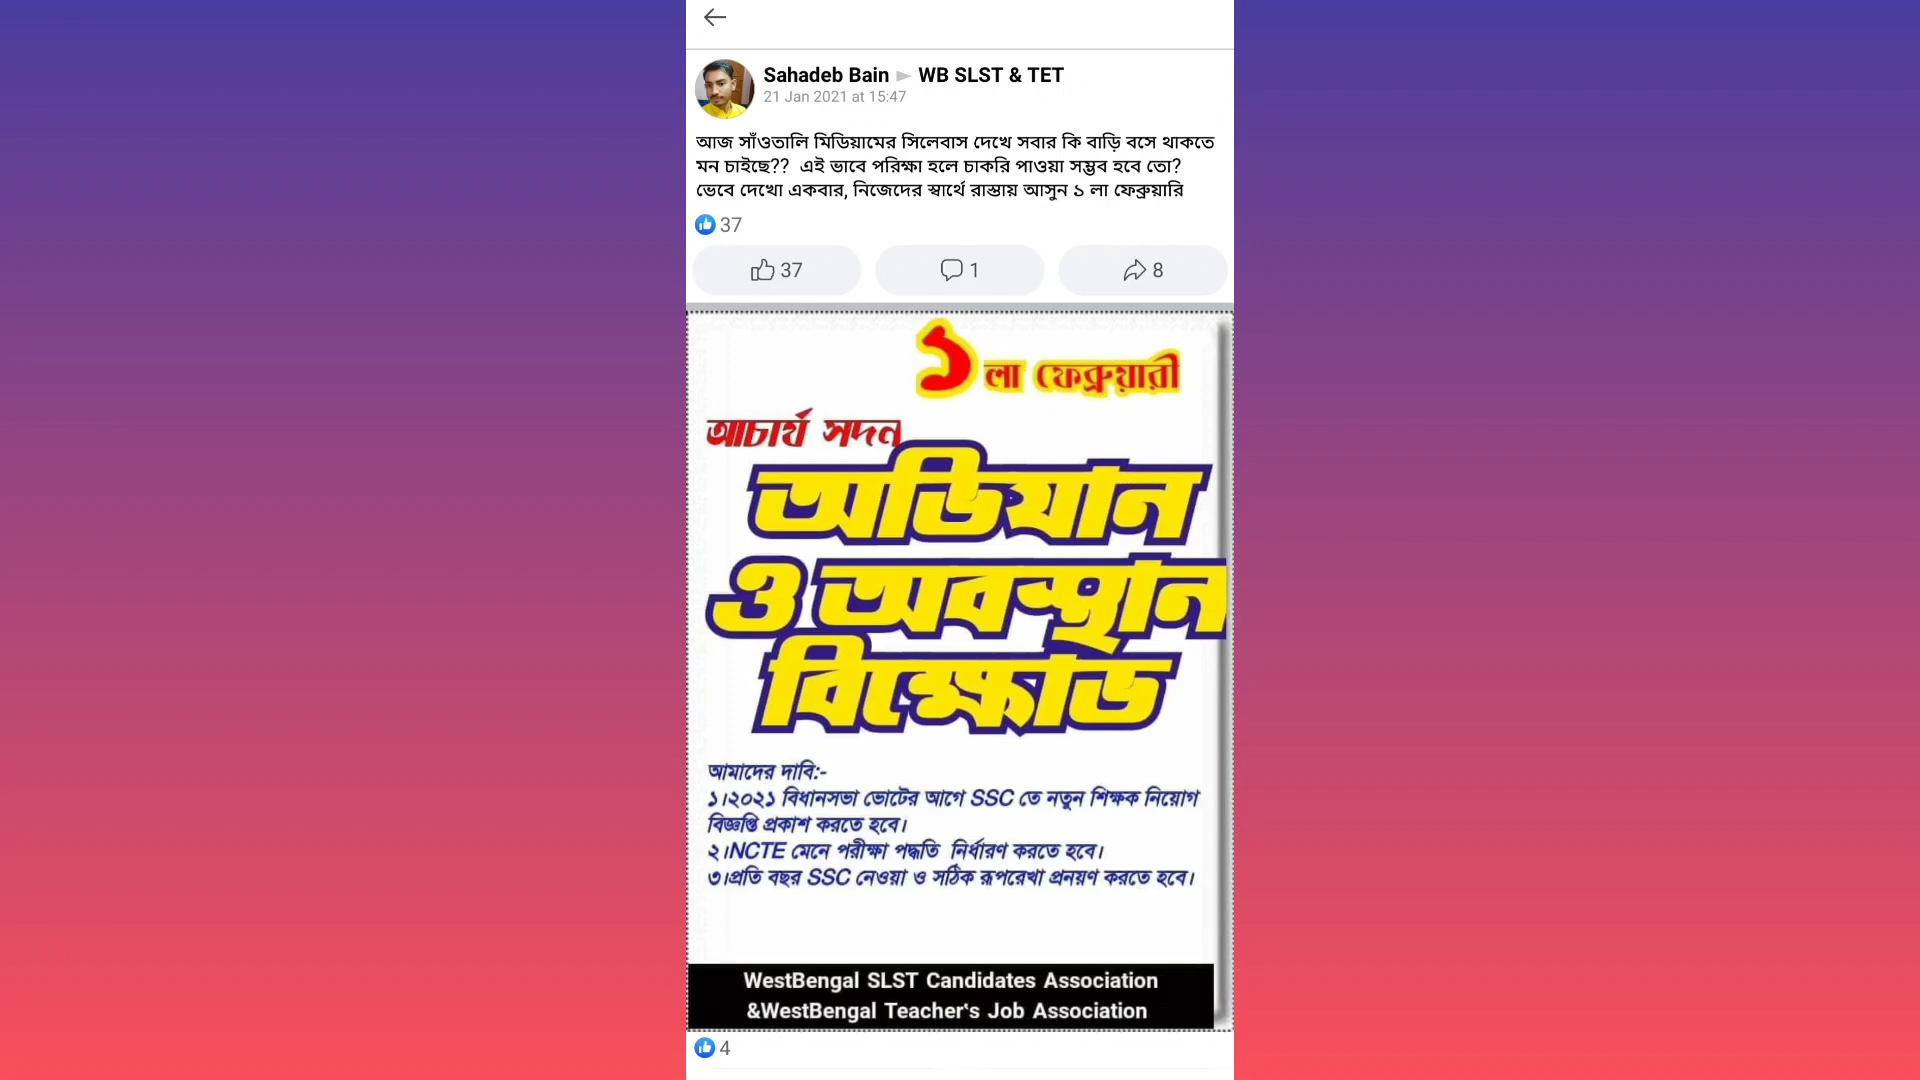 Sahadeb Bain ► WB SLST & TET
21 Jan 2021 at 15:47
আজ সাঁওতালি মিডিয়ামের সিলেবাস দেখে সবার কি বাড়ি বসে থাকতে
মন চাইছে?? এই ভাবে পরিক্ষা হলে চাকরি পাওয়া সম্ভব হবে তো?
ভেবে দেখো একবার, নিজেদের স্বার্থে রাস্তায় আসুন ১ লা ফেব্রুয়ারি
37
37 1 8
১ লা ফেব্রুয়ারী
আচার্য সদন
অভিযান
ও অবস্থান
বিক্ষোভ
আমাদের দাবি:-
১।২০২১ বিধানসভা ভোটের আগে SSC তে নতুন শিক্ষক নিয়োগ
বিজ্ঞপ্তি প্রকাশ করতে হবে।
২।NCTE মেনে পরীক্ষা পদ্ধতি নির্ধারণ করতে হবে।
৩।প্রতি বছর SSC নেওয়া ও সঠিক রূপরেখা প্রনয়ণ করতে হবে।
WestBengal SLST Candidates Association
&WestBengal Teacher's Job Association
4